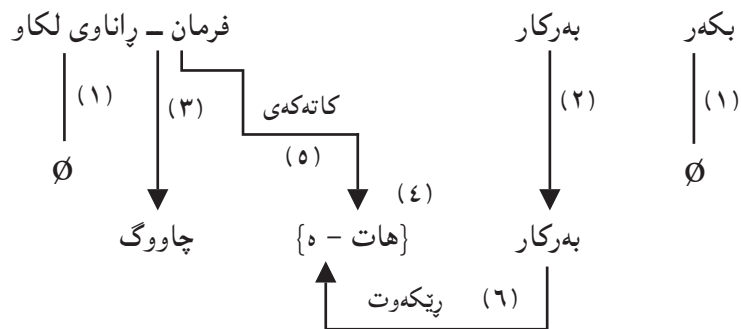 بکەر بەرکار فرمان ـ ڕاناوی لکاو
(١) (٢) (٣) (١)
کاتەکەی
(٥)
Ø (٤) Ø
بەرکار {هات - ە} چاووگ
(٦) ڕێکەوت